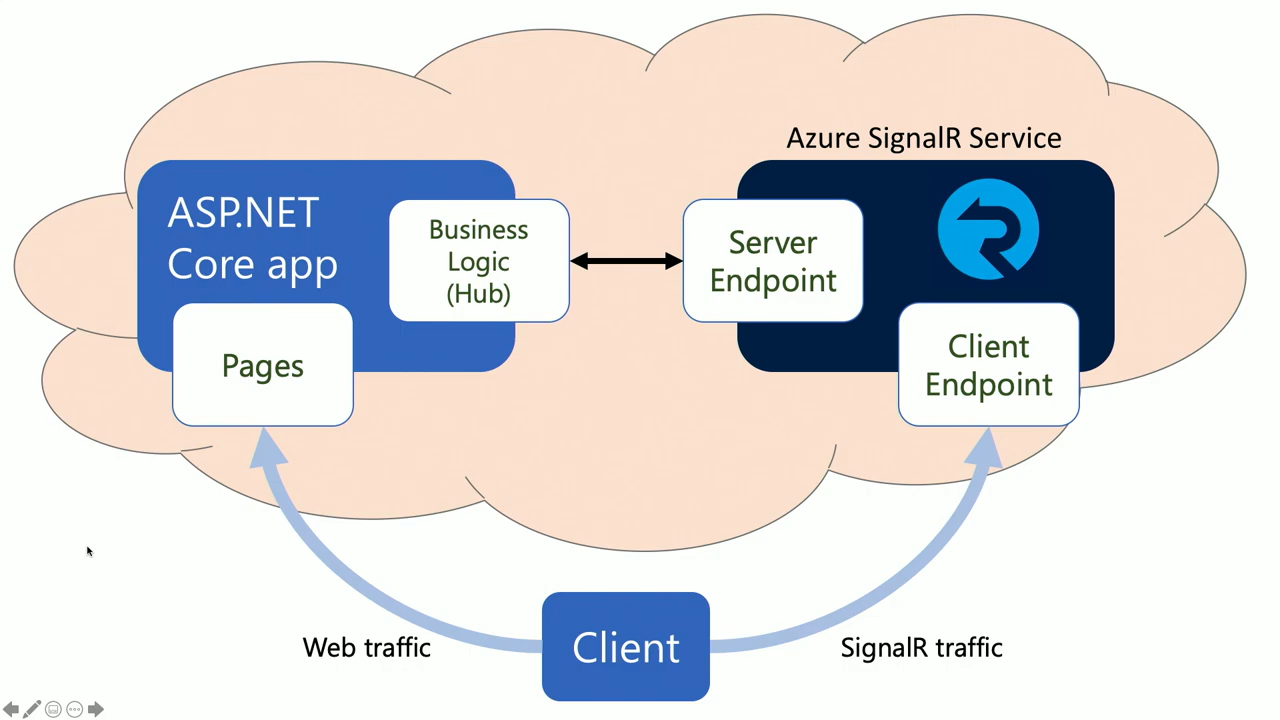 Azure SignalR Service
ASP.NET
Core app
Business
Logic
(Hub)
Server
Endpoint
Pages
Client
Endpoint
Web traffic
Client
SignalR traffic